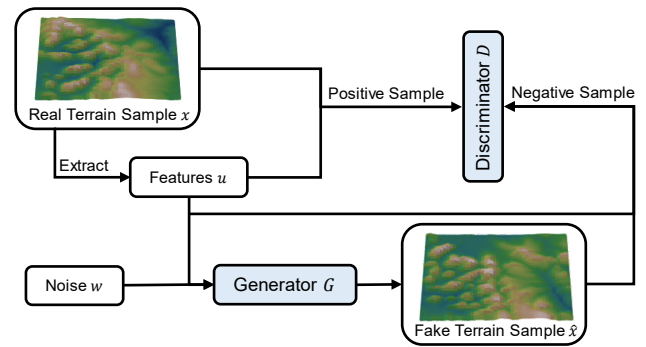 Real Terrain Sample x
Extract
Features u
Positive Sample
Discriminator D
Negative Sample
Noise w
Generator G
Fake Terrain Sample x̂